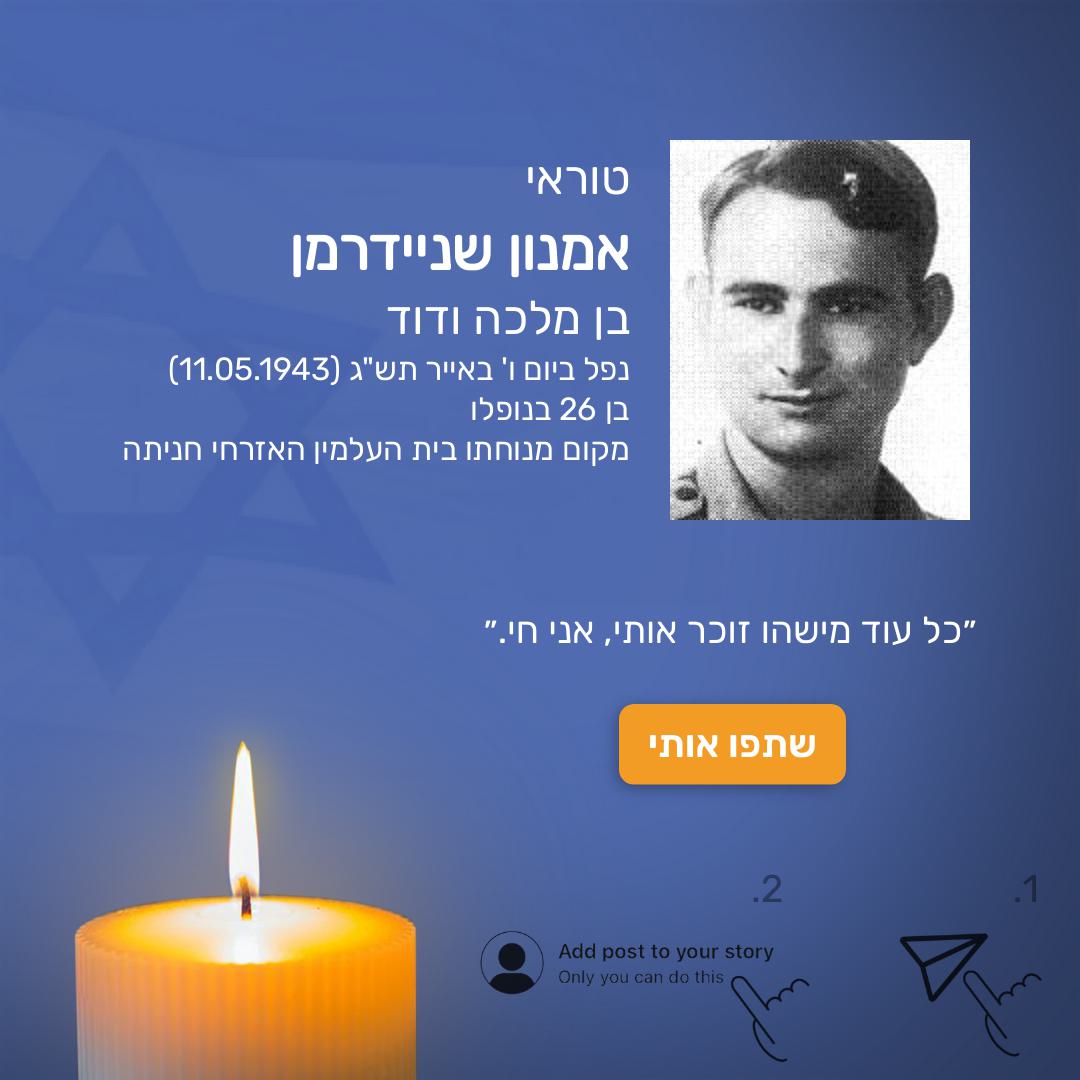 טוראי
אמנון שניידרמן
בן מלכה ודוד
נפל ביום ו' באייר תש"ג (11.05.1943)
בן 26 בנופלו
מקום מנוחתו בית העלמין האזרחי חניתה
״כל עוד מישהו זוכר אותי, אני חי.״
שתפו אותי
1.
2.
Add post to your story
Only you can do this